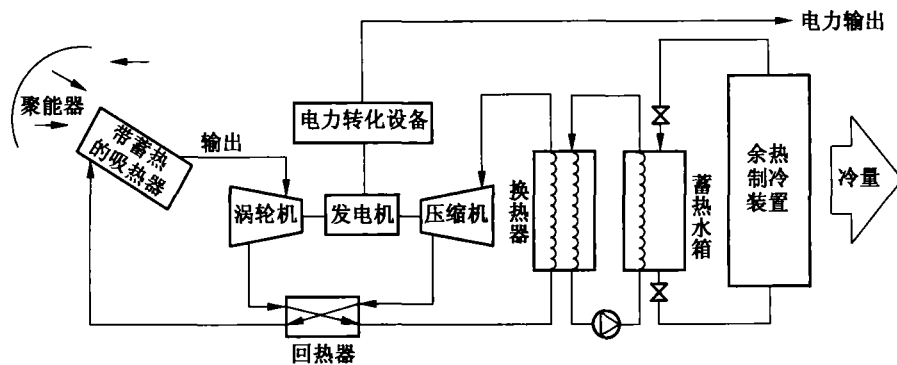 电力输出
聚能器
带蓄热
的吸热器
输出
电力转化设备
涡轮机
发电机
压缩机
换热器
蓄热水箱
余热
制冷
装置
冷量
回热器